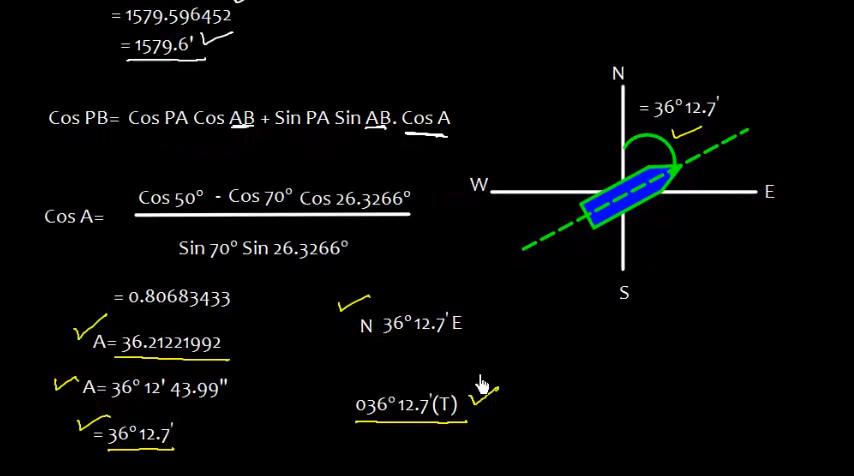 = 1579.596452
= 1579.6'
Cos PB= Cos PA Cos AB + Sin PA Sin AB. Cos A
Cos A= Cos 50° - Cos 70° Cos 26.3266°
Sin 70° Sin 26.3266°
= 0.80683433
A= 36.21221992
A= 36° 12' 43.99"
= 36° 12.7'
N 36° 12.7' E
036° 12.7'(T)
N
= 36° 12.7'
W
E
S